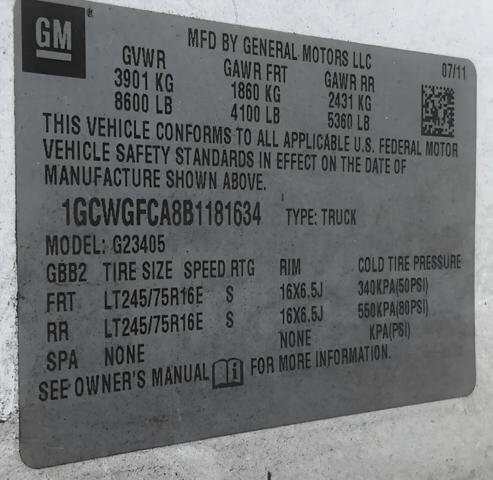 GM ®
MFD BY GENERAL MOTORS LLC 07/11
GVWR GAWR FRT GAWR RR
3901 KG 1860 KG 2431 KG
8600 LB 4100 LB 5360 LB
THIS VEHICLE CONFORMS TO ALL APPLICABLE U.S. FEDERAL MOTOR
VEHICLE SAFETY STANDARDS IN EFFECT ON THE DATE OF
MANUFACTURE SHOWN ABOVE.
1GCWGFCA8B1181634 TYPE: TRUCK
MODEL: G23405
GBB2 TIRE SIZE SPEED RTG RIM COLD TIRE PRESSURE
FRT LT245/75R16E S 16X6.5J 340KPA(50PSI)
RR LT245/75R16E S 16X6.5J 550KPA(80PSI)
SPA NONE NONE KPA(PSI)
SEE OWNER'S MANUAL i FOR MORE INFORMATION.